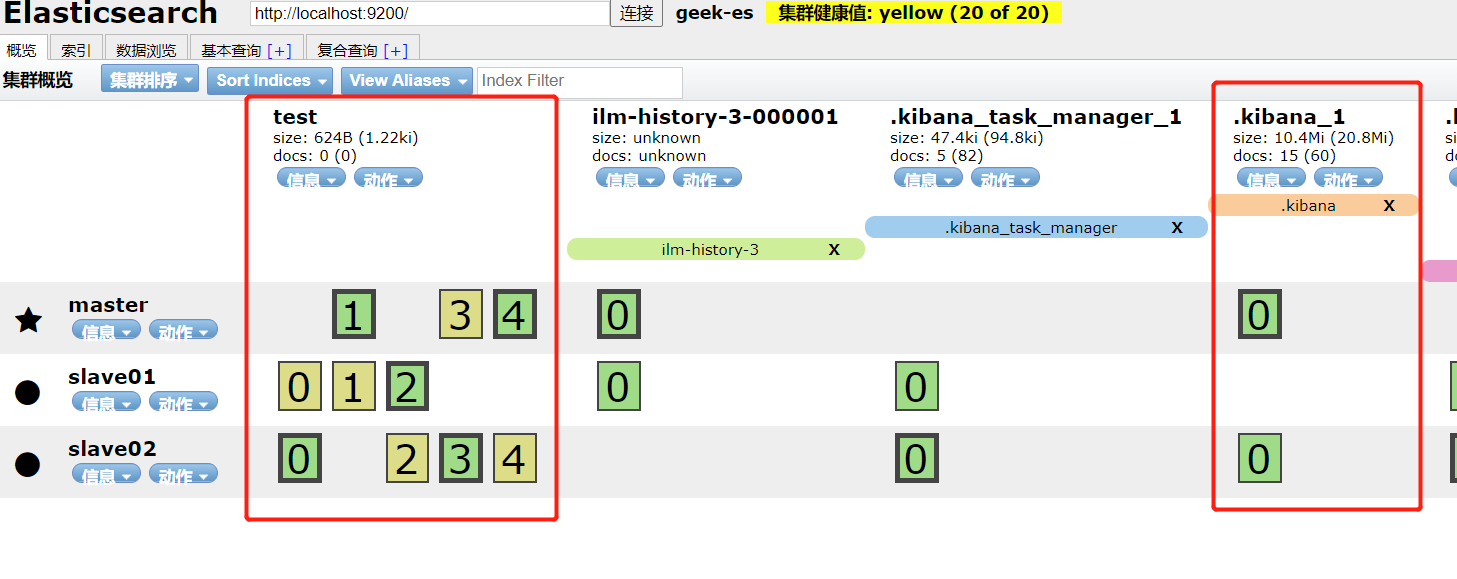 Elasticsearch http://localhost:9200/ 连接 geek-es 集群健康值: yellow (20 of 20)
概览 索引 数据浏览 基本查询 [+] 复合查询 [+]
集群概览 集群排序 Sort Indices View Aliases Index Filter
test ilm-history-3-000001 .kibana_task_manager_1 .kibana_1
size: 624B (1.22ki) size: unknown size: 47.4ki (94.8ki) size: 10.4Mi (20.8Mi)
docs: 0 (0) docs: unknown docs: 5 (82) docs: 15 (60)
信息 动作 信息 动作 信息 动作 信息 动作
.kibana X
.kibana_task_manager X
ilm-history-3 X
master 1 3 4 0 0
信息 动作
slave01 0 1 2 0 0
信息 动作
slave02 0 2 3 4 0 0
信息 动作